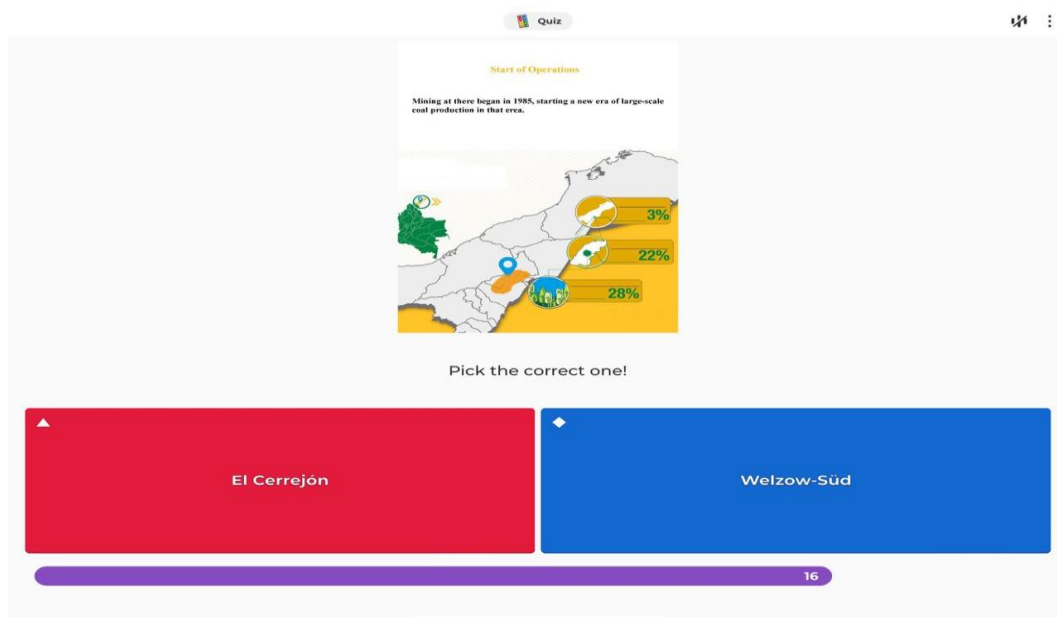 Quiz
Start of Operations
Mining at there began in 1985, starting a new era of large-scale
coal production in that erea.
3%
22%
28%
Pick the correct one!
El Cerrejón
Welzow-Süd
16